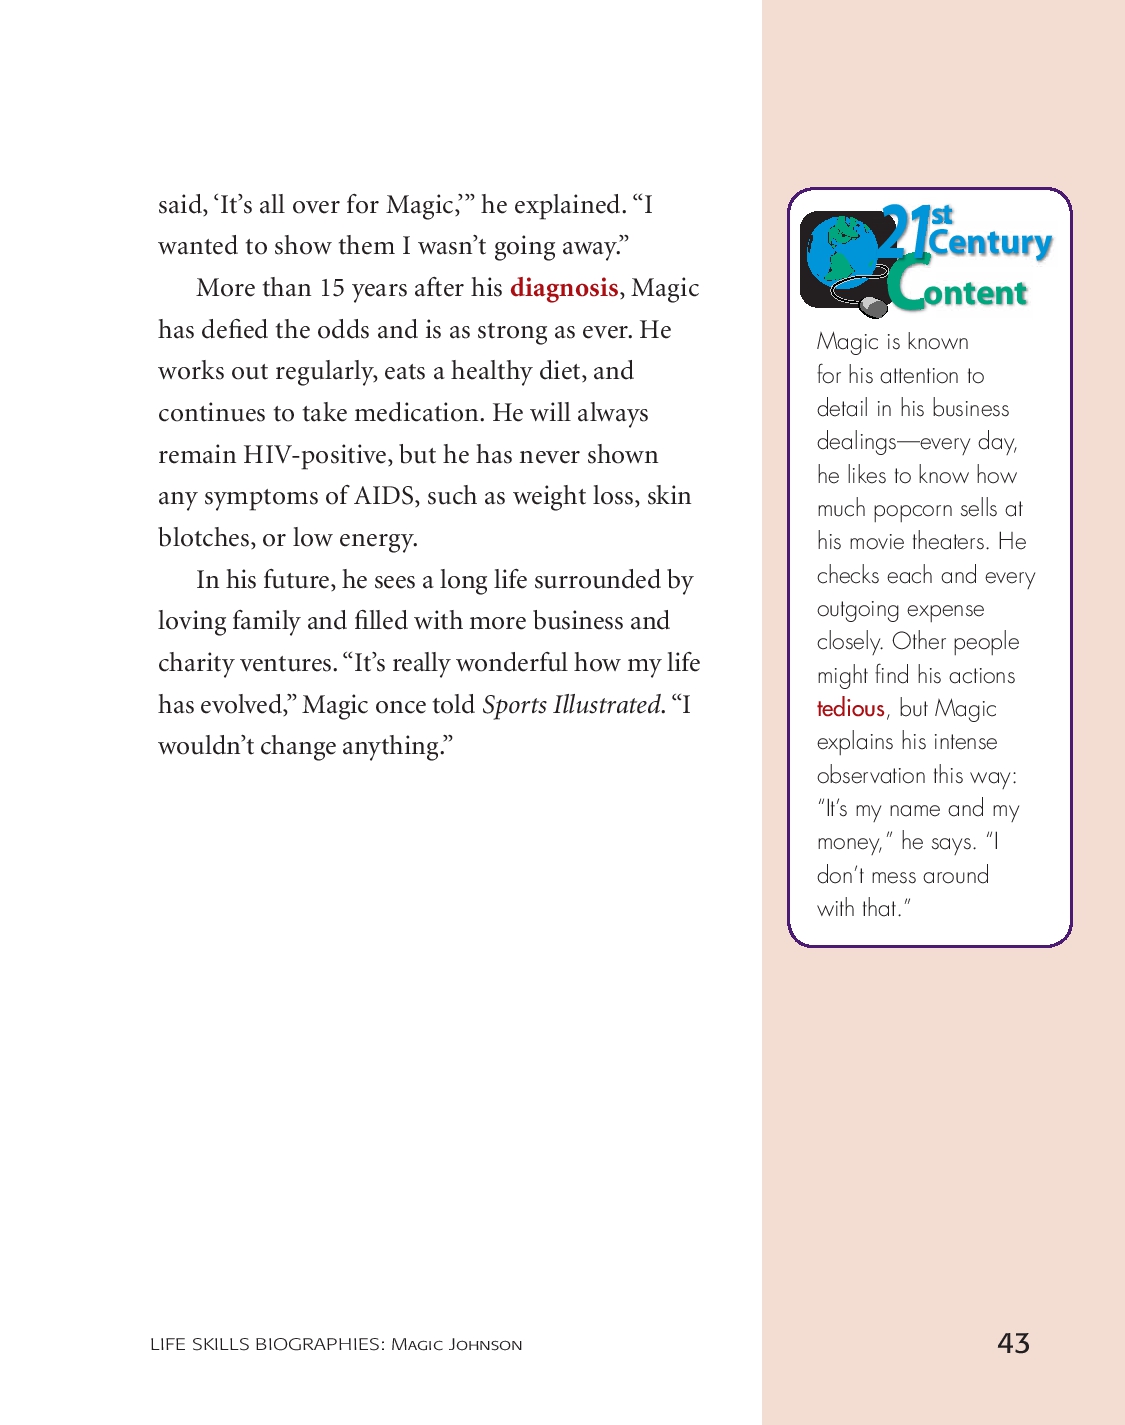 said, ‘It’s all over for Magic,’” he explained. “I
wanted to show them I wasn’t going away.”
More than 15 years after his diagnosis, Magic
has defied the odds and is as strong as ever. He
works out regularly, eats a healthy diet, and
continues to take medication. He will always
remain HIV-positive, but he has never shown
any symptoms of AIDS, such as weight loss, skin
blotches, or low energy.
In his future, he sees a long life surrounded by
loving family and filled with more business and
charity ventures. “It’s really wonderful how my life
has evolved,” Magic once told Sports Illustrated. “I
wouldn’t change anything.”
21st
Century
Content
Magic is known
for his attention to
detail in his business
dealings—every day,
he likes to know how
much popcorn sells at
his movie theaters. He
checks each and every
outgoing expense
closely. Other people
might find his actions
tedious, but Magic
explains his intense
observation this way:
“It’s my name and my
money,” he says. “I
don’t mess around
with that.”
LIFE SKILLS BIOGRAPHIES: Magic Johnson
43